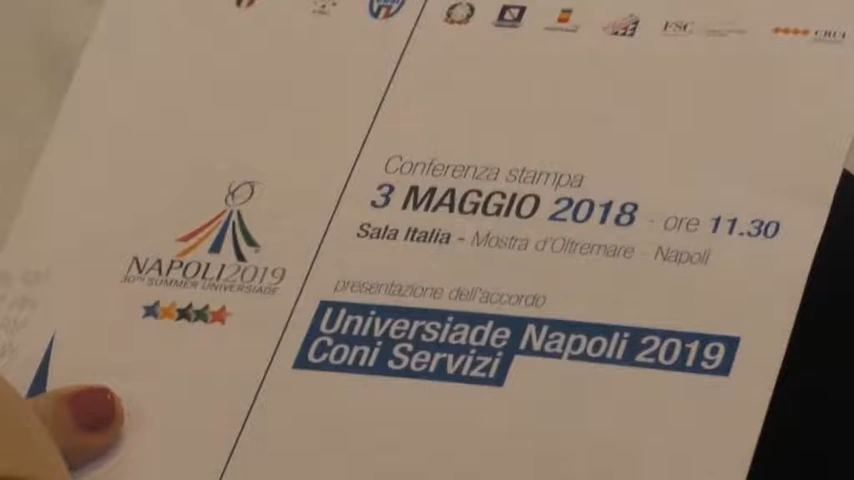 FSC
CRUI
Conferenza stampa
3 MAGGIO 2018 - ore 11.30
Sala Italia - Mostra d'Oltremare - Napoli
NAPOLI2019
30TH SUMMER UNIVERSIADE
presentazione dell'accordo
Universiade Napoli 2019
Coni Servizi